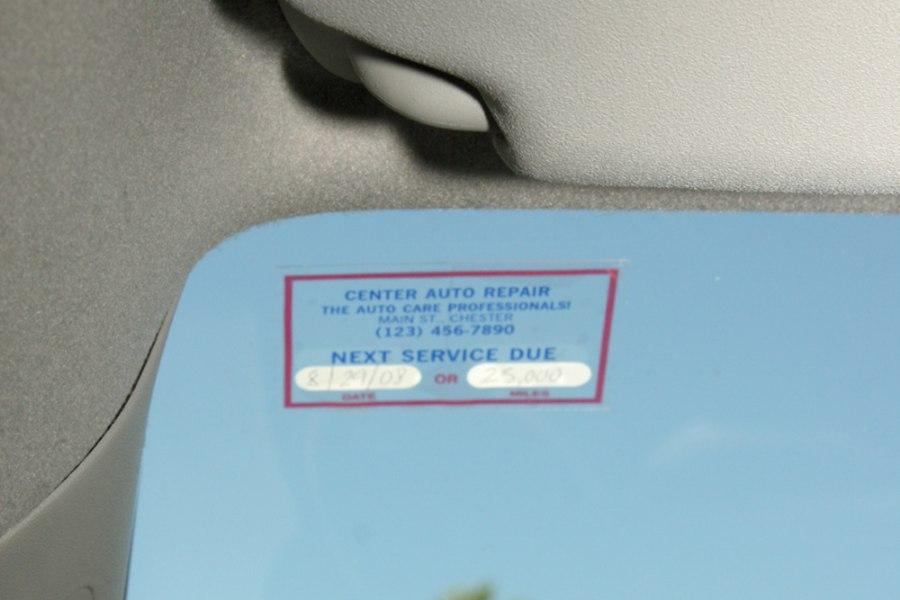 CENTER AUTO REPAIR
THE AUTO CARE PROFESSIONALS!
MAIN ST., CHESTER
(123) 456-7890
NEXT SERVICE DUE
8/29/08 OR 25,000
DATE MILES